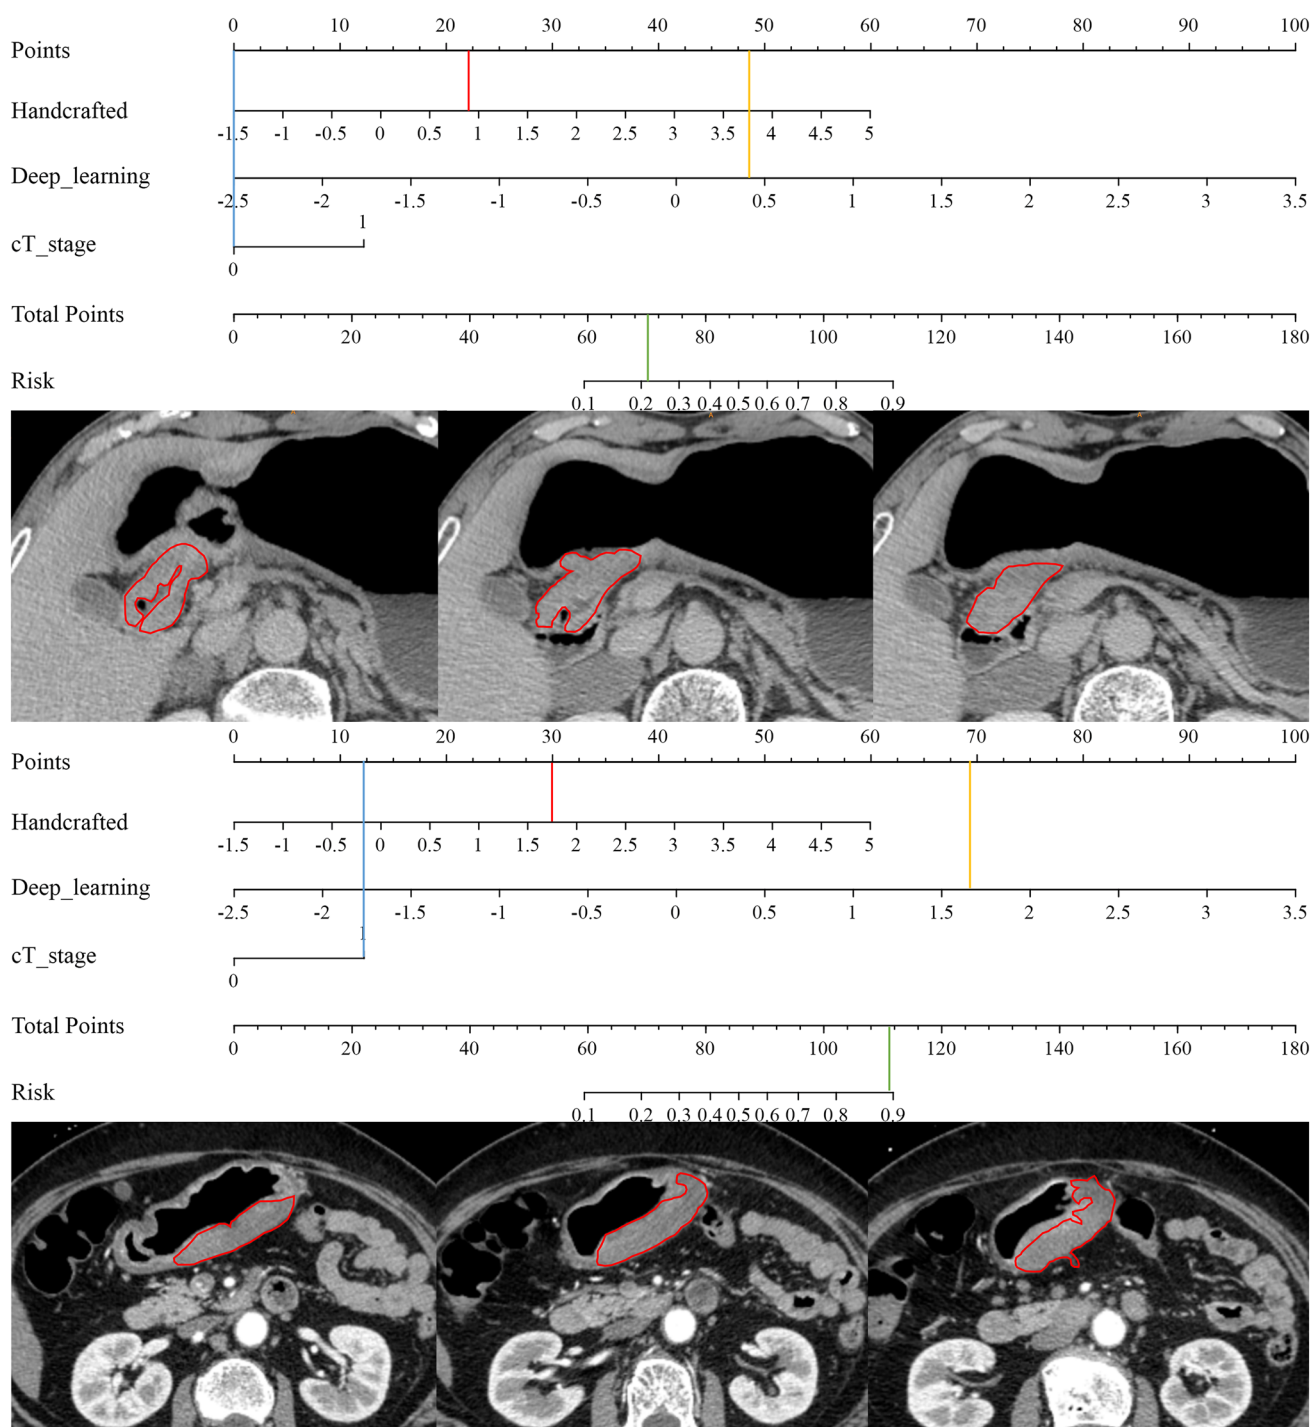 0 10 20 30 40 50 60 70 80 90 100
Points
Handcrafted
-1.5 -1 -0.5 0 0.5 1 1.5 2 2.5 3 3.5 4 4.5 5
Deep_learning
-2.5 -2 -1.5 -1 -0.5 0 0.5 1 1.5 2 2.5 3 3.5
1
cT_stage
0
Total Points
0 20 40 60 80 100 120 140 160 180
Risk
0.1 0.2 0.3 0.4 0.5 0.6 0.7 0.8 0.9
0 10 20 30 40 50 60 70 80 90 100
Points
Handcrafted
-1.5 -1 -0.5 0 0.5 1 1.5 2 2.5 3 3.5 4 4.5 5
Deep_learning
-2.5 -2 -1.5 -1 -0.5 0 0.5 1 1.5 2 2.5 3 3.5
1
cT_stage
0
Total Points
0 20 40 60 80 100 120 140 160 180
Risk
0.1 0.2 0.3 0.4 0.5 0.6 0.7 0.8 0.9